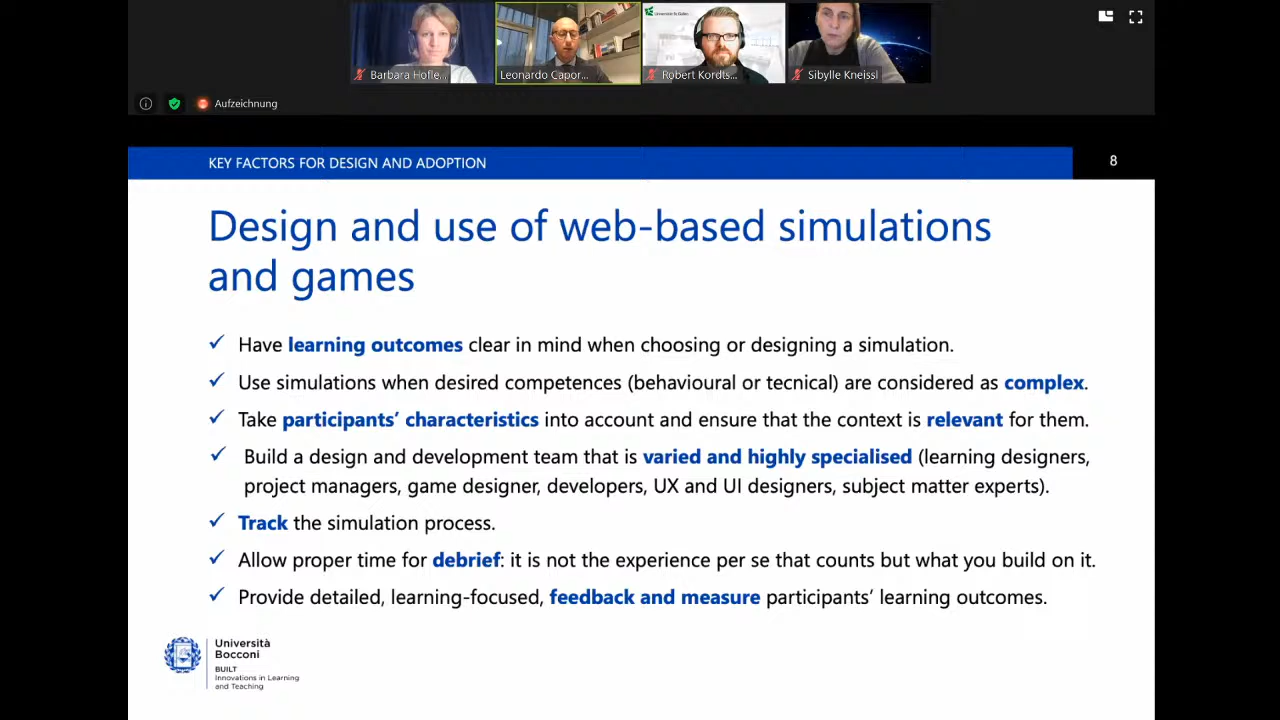 Barbara Hofle...
Leonardo Capor...
Robert Kordts...
Sibylle Kneissl
Aufzeichnung
KEY FACTORS FOR DESIGN AND ADOPTION
8
Design and use of web-based simulations
and games
✓ Have learning outcomes clear in mind when choosing or designing a simulation.
✓ Use simulations when desired competences (behavioural or tecnical) are considered as complex.
✓ Take participants’ characteristics into account and ensure that the context is relevant for them.
✓ Build a design and development team that is varied and highly specialised (learning designers,
project managers, game designer, developers, UX and UI designers, subject matter experts).
✓ Track the simulation process.
✓ Allow proper time for debrief: it is not the experience per se that counts but what you build on it.
✓ Provide detailed, learning-focused, feedback and measure participants’ learning outcomes.
Università
Bocconi
BUILT
Innovations in Learning
and Teaching